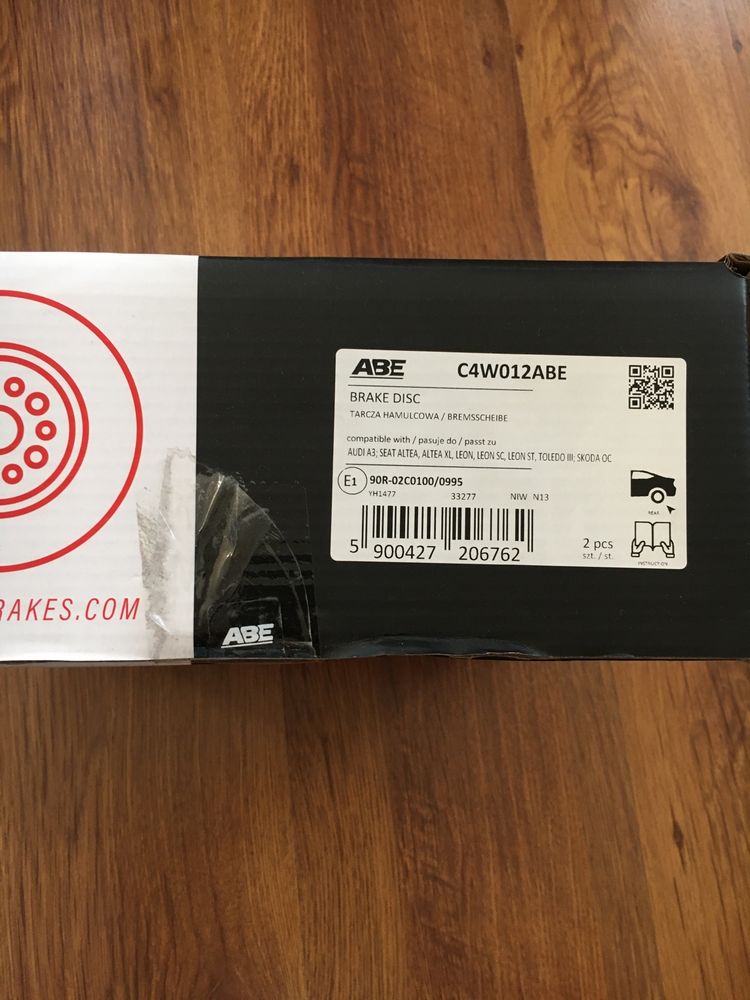 ABE C4W012ABE
BRAKE DISC
TARCZA HAMULCOWA / BREMSSCHEIBE
compatible with / pasuje do / passt zu
AUDI A3; SEAT ALTEA, ALTEA XL, LEON, LEON SC, LEON ST, TOLEDO III; SKODA OC
E1 90R-02C0100/0995
YH1477 33277 NIW N13
REAR
5 900427 206762
2 pcs
szt. / st.
INSTRUCTION
RAKES.COM
ABE